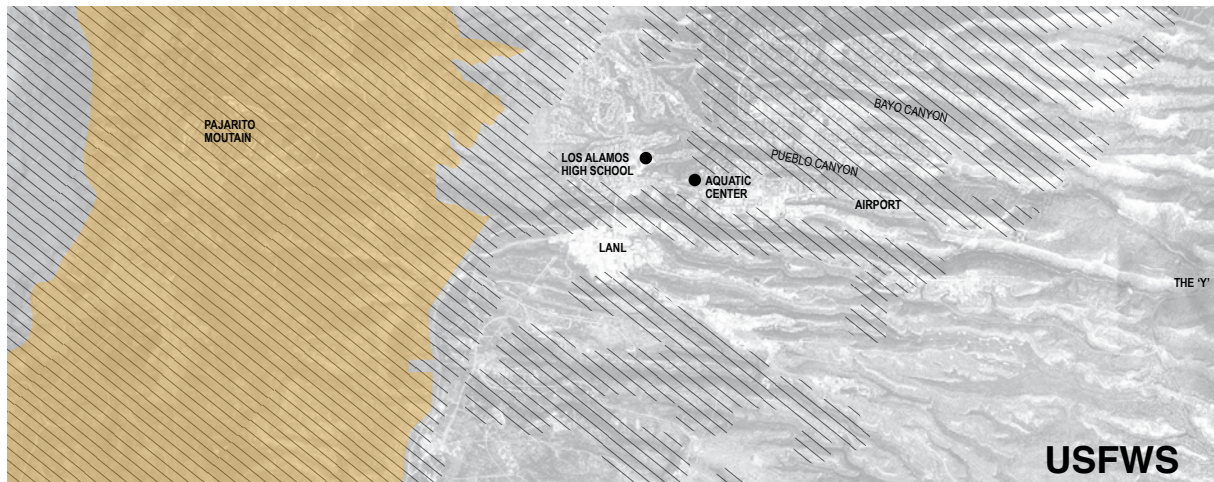 BAYO CANYON
PAJARITO
MOUTAIN
LOS ALAMOS
HIGH SCHOOL
PUEBLO CANYON
AQUATIC
CENTER
AIRPORT
LANL
THE ‘Y’
USFWS